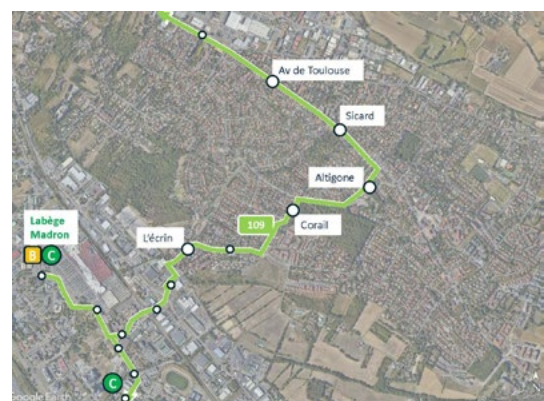 Av de Toulouse
Sicard
Altigone
109
Corail
L'écrin
Labège
Madron
B
C
C
Google Earth